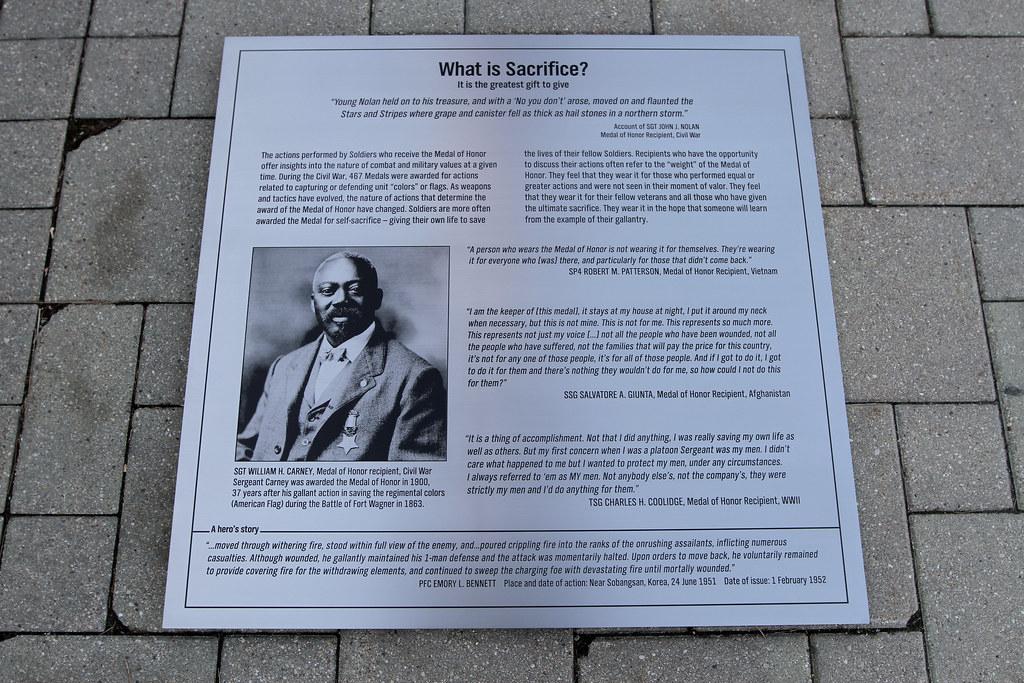 What is Sacrifice?
It is the greatest gift to give
“Young Nolan held on to his treasure, and with a ‘No you don’t’ arose, moved on and flaunted the
Stars and Stripes where grape and canister fell as thick as hail stones in a northern storm.”
Account of SGT JOHN J. NOLAN
Medal of Honor Recipient, Civil War
The actions performed by Soldiers who receive the Medal of Honor
offer insights into the nature of combat and military values at a given
time. During the Civil War, 467 Medals were awarded for actions
related to capturing or defending unit “colors” or flags. As weapons
and tactics have evolved, the nature of actions that determine the
award of the Medal of Honor have changed. Soldiers are more often
awarded the Medal for self-sacrifice – giving their own life to save
the lives of their fellow Soldiers. Recipients who have the opportunity
to discuss their actions often refer to the “weight” of the Medal of
Honor. They feel that they wear it for those who performed equal or
greater actions and were not seen in their moment of valor. They feel
that they wear it for their fellow veterans and all those who have given
the ultimate sacrifice. They wear it in the hope that someone will learn
from the example of their gallantry.
“A person who wears the Medal of Honor is not wearing it for themselves. They’re wearing
it for everyone who [was] there, and particularly for those that didn’t come back.”
SP4 ROBERT M. PATTERSON, Medal of Honor Recipient, Vietnam
“I am the keeper of [this medal], it stays at my house at night, I put it around my neck
when necessary, but this is not mine. This is not for me. This represents so much more.
This represents not just my voice [...] not all the people who have been wounded, not all
the people who have suffered, not the families that will pay the price for this country,
it’s not for any one of those people, it’s for all of those people. And if I got to do it, I got
to do it for them and there’s nothing they wouldn’t do for me, so how could I not do this
for them?”
SSG SALVATORE A. GIUNTA, Medal of Honor Recipient, Afghanistan
“It is a thing of accomplishment. Not that I did anything, I was really saving my own life as
well as others. But my first concern when I was a platoon Sergeant was my men. I didn’t
care what happened to me but I wanted to protect my men, under any circumstances.
I always referred to ‘em as MY men. Not anybody else’s, not the company’s, they were
strictly my men and I’d do anything for them.”
TSG CHARLES H. COOLIDGE, Medal of Honor Recipient, WWII
SGT WILLIAM H. CARNEY, Medal of Honor recipient, Civil War
Sergeant Carney was awarded the Medal of Honor in 1900,
37 years after his gallant action in saving the regimental colors
(American Flag) during the Battle of Fort Wagner in 1863.
A hero’s story
“...moved through withering fire, stood within full view of the enemy, and...poured crippling fire into the ranks of the onrushing assailants, inflicting numerous
casualties. Although wounded, he gallantly maintained his 1-man defense and the attack was momentarily halted. Upon orders to move back, he voluntarily remained
to provide covering fire for the withdrawing elements, and continued to sweep the charging foe with devastating fire until mortally wounded.”
PFC EMORY L. BENNETT Place and date of action: Near Sobangsan, Korea, 24 June 1951 Date of issue: 1 February 1952